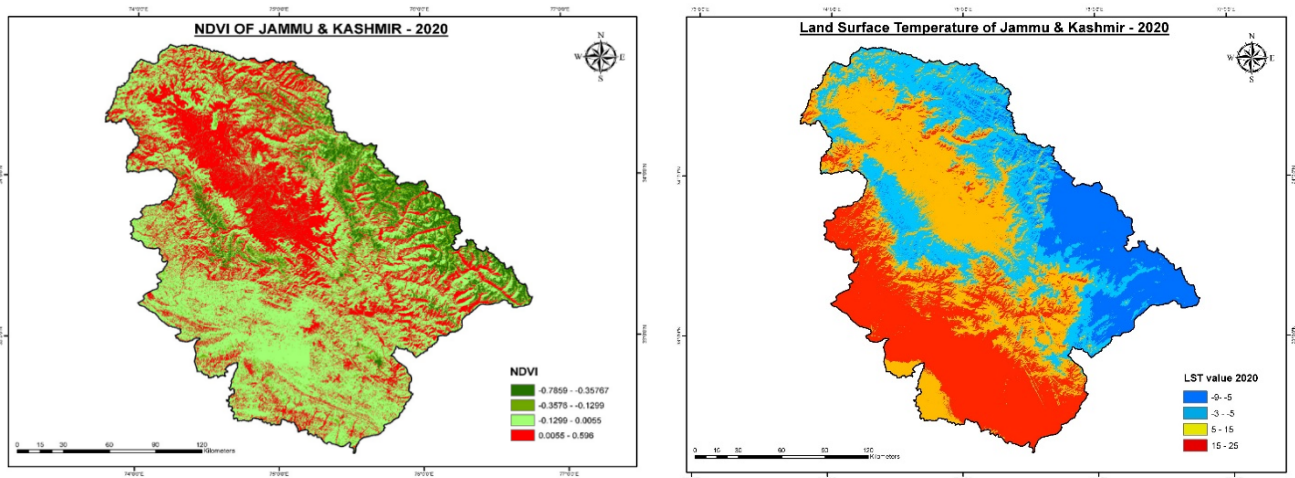 NDVI OF JAMMU & KASHMIR - 2020
N
W E
S
NDVI
-0.7859 - -0.35767
-0.3576 - -0.1299
-0.1299 - 0.0055
0.0055 - 0.596
0 15 30 60 90 120
Kilometers
Land Surface Temperature of Jammu & Kashmir - 2020
N
W E
S
LST value 2020
-9- -5
-3 - -5
5 - 15
15 - 25
0 15 30 60 90 120
Kilometers